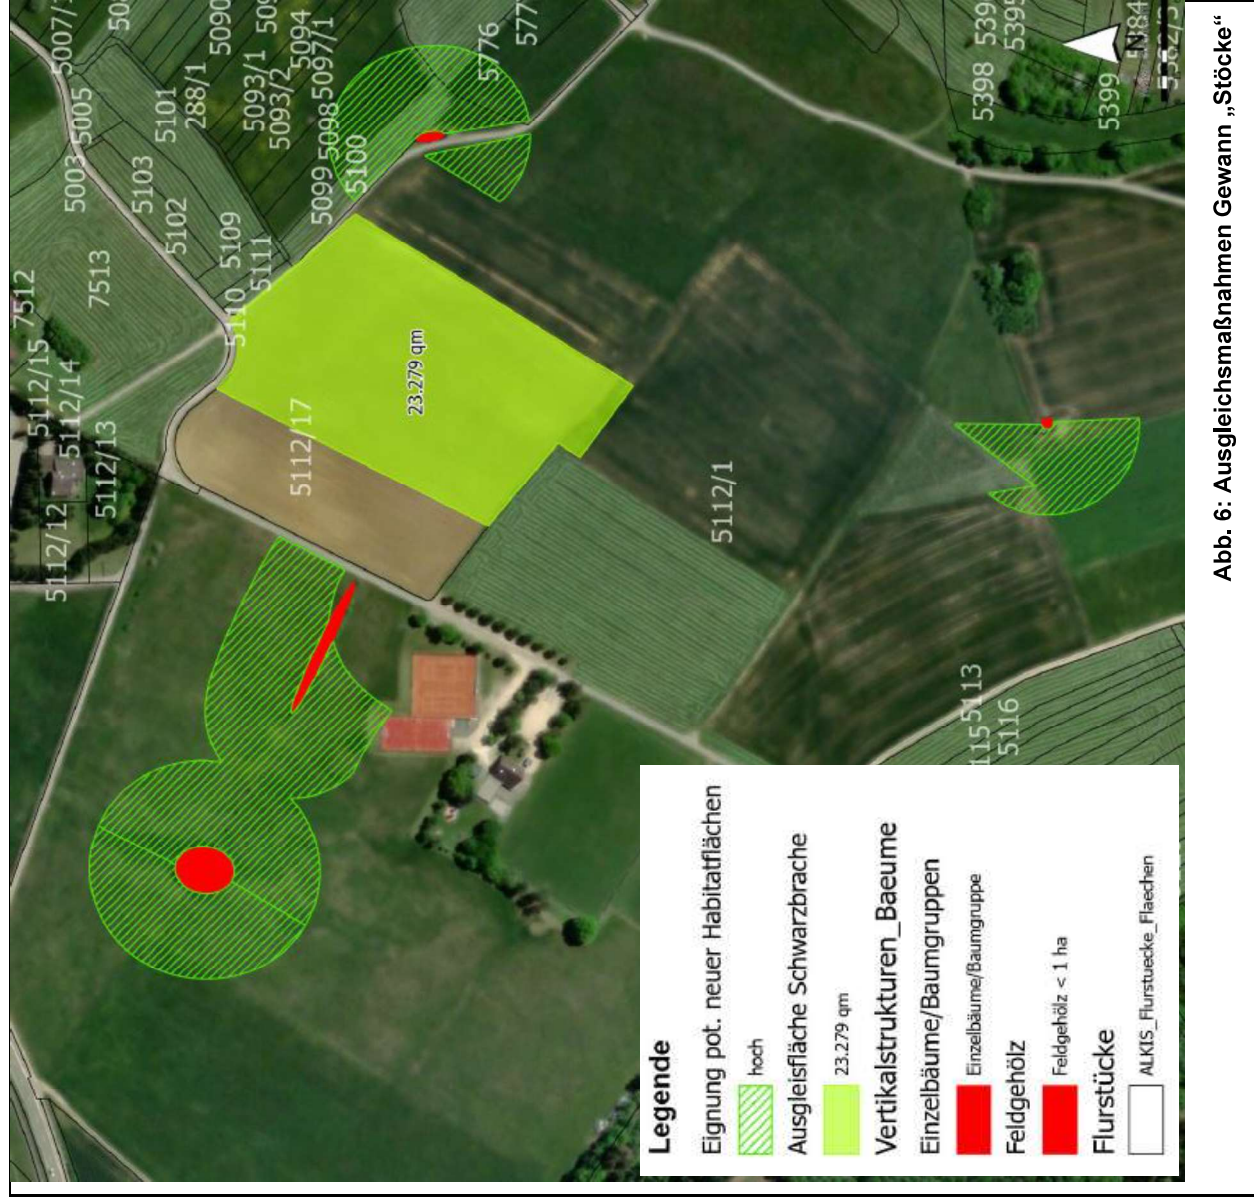 5005
5003
5101
288/1
5093/1
5093/2
5094
5097/1
5098
5099
5100
5776
5103
5102
5109
5111
5110
7513
7512
5112/15
5112/14
5112/13
5112/12
5112/17
23.279 qm
5112/1
5398
5399
N
5113
5116
Legende
Eignung pot. neuer Habitatflächen
hoch
Ausgleisfläche Schwarzbrache
23.279 qm
Vertikalstrukturen_Baeume
Einzelbäume/Baumgruppen
Einzelbäume/Baumgruppe
Feldgehölz
Feldgehölz < 1 ha
Flurstücke
ALKIS_Flurstuecke_Flaechen
Abb. 6: Ausgleichsmaßnahmen Gewann „Stöcke“